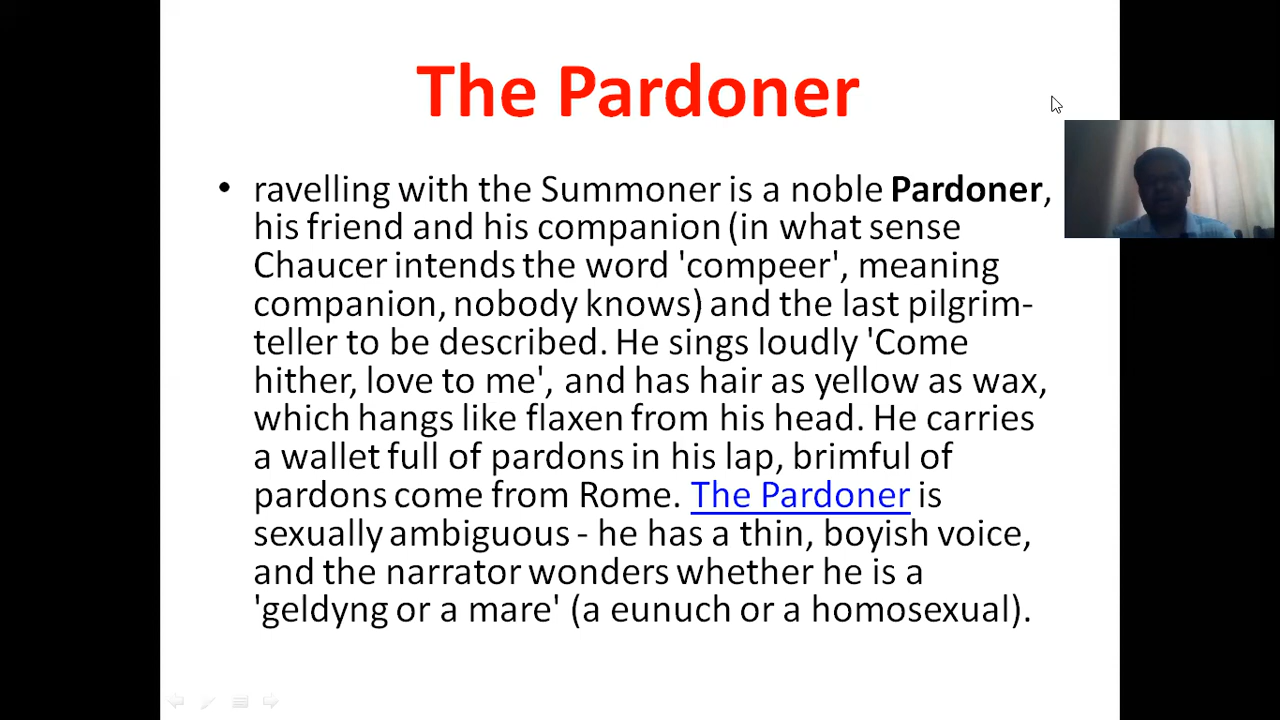 The Pardoner
• ravelling with the Summoner is a noble Pardoner,
his friend and his companion (in what sense
Chaucer intends the word 'compeer', meaning
companion, nobody knows) and the last pilgrim-
teller to be described. He sings loudly 'Come
hither, love to me', and has hair as yellow as wax,
which hangs like flaxen from his head. He carries
a wallet full of pardons in his lap, brimful of
pardons come from Rome. The Pardoner is
sexually ambiguous - he has a thin, boyish voice,
and the narrator wonders whether he is a
'geldyng or a mare' (a eunuch or a homosexual).